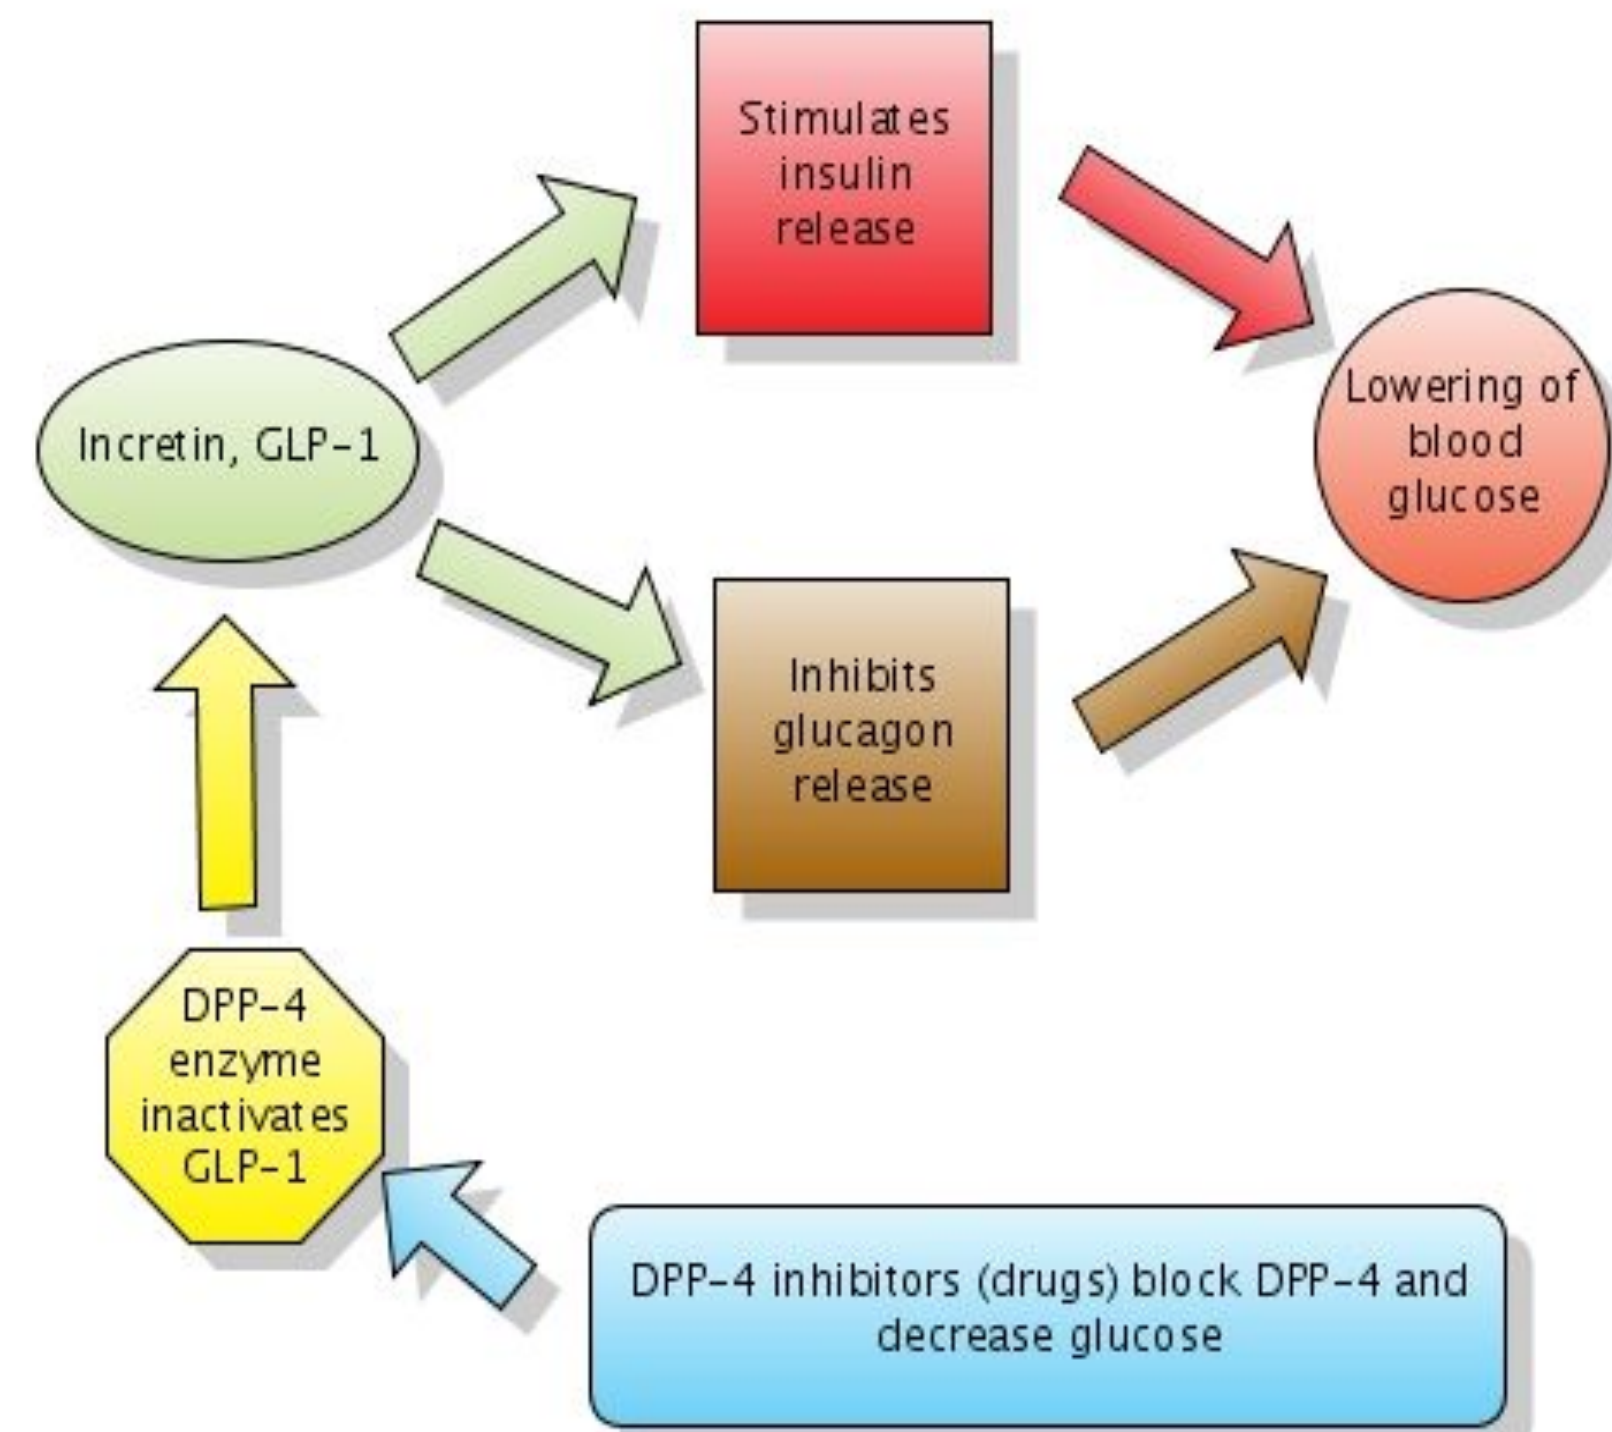 Stimulates
insulin
release
Incretin, GLP-1
Lowering of
blood
glucose
Inhibits
glucagon
release
DPP-4
enzyme
inactivates
GLP-1
DPP-4 inhibitors (drugs) block DPP-4 and
decrease glucose